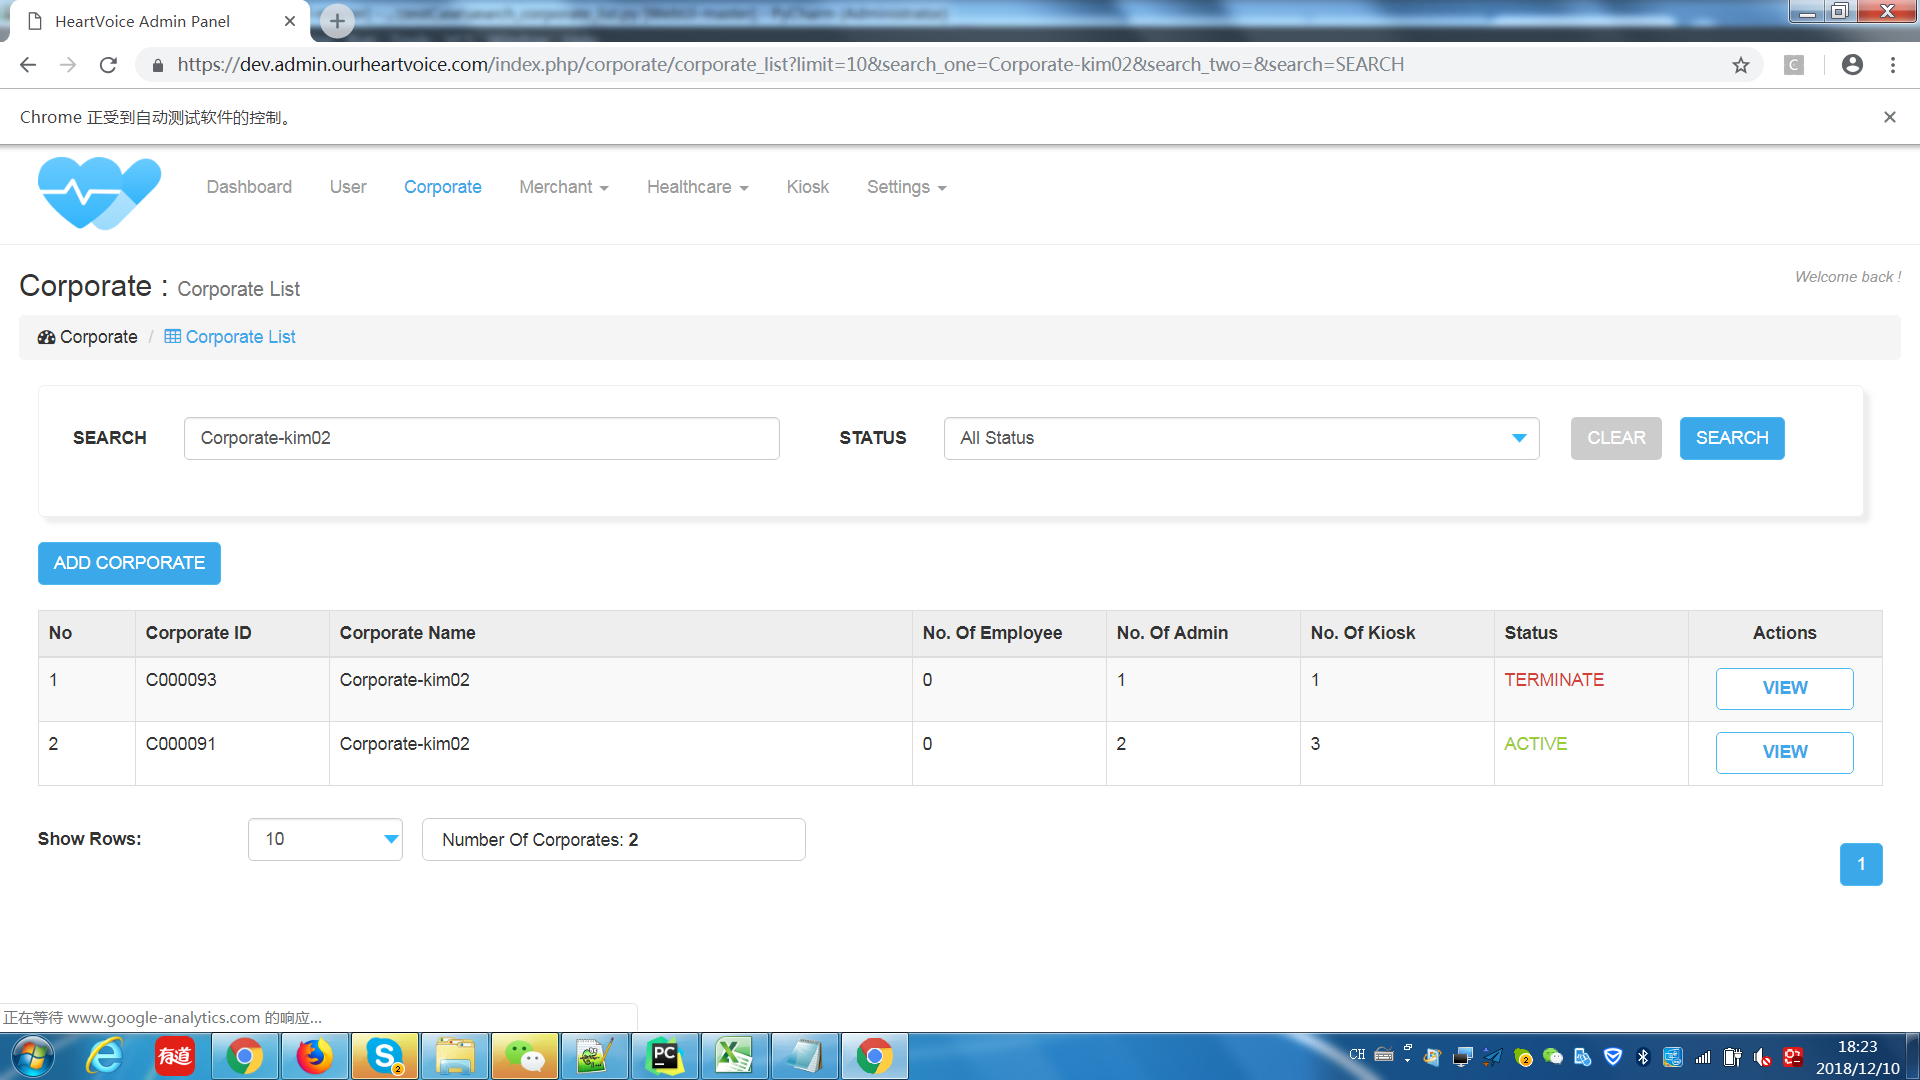 HeartVoice Admin Panel
https://dev.admin.ourheartvoice.com/index.php/corporate/corporate_list?limit=10&search_one=Corporate-kim02&search_two=&search=SEARCH
C
Chrome 正受到自动测试软件的控制。
Dashboard User Corporate Merchant Healthcare Kiosk Settings
Corporate : Corporate List
Welcome back !
Corporate / Corporate List
SEARCH Corporate-kim02 STATUS All Status CLEAR SEARCH
ADD CORPORATE
No Corporate ID Corporate Name No. Of Employee No. Of Admin No. Of Kiosk Status Actions
1 C000093 Corporate-kim02 0 1 1 TERMINATE VIEW
2 C000091 Corporate-kim02 0 2 3 ACTIVE VIEW
Show Rows: 10 Number Of Corporates: 2
1
正在等待 www.google-analytics.com 的响应...
有道
S 2
PC
CH
2
18:23
2018/12/10